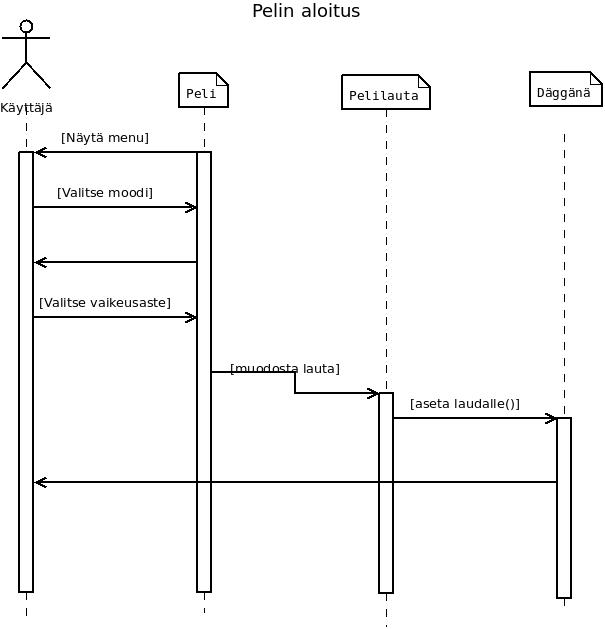 Pelin aloitus
Käyttäjä
Peli
Pelilauta
Däggänä
[Näytä menu]
[Valitse moodi]
[Valitse vaikeusaste]
[muodosta lauta]
[aseta laudalle()]